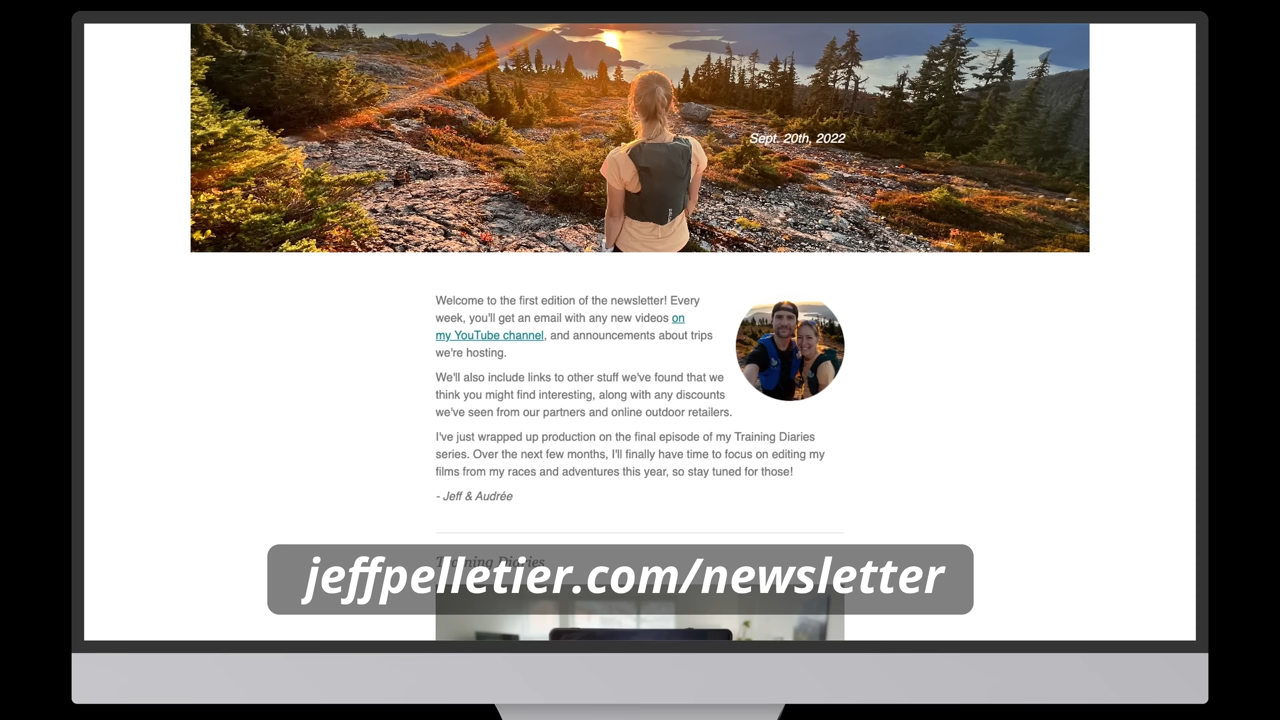 Sept. 20th, 2022
Welcome to the first edition of the newsletter! Every
week, you'll get an email with any new videos on
my YouTube channel, and announcements about trips
we're hosting.
We'll also include links to other stuff we've found that we
think you might find interesting, along with any discounts
we've seen from our partners and online outdoor retailers.
I've just wrapped up production on the final episode of my Training Diaries
series. Over the next few months, I'll finally have time to focus on editing my
films from my races and adventures this year, so stay tuned for those!
- Jeff & Audrée
Training Diaries
jeffpelletier.com/newsletter